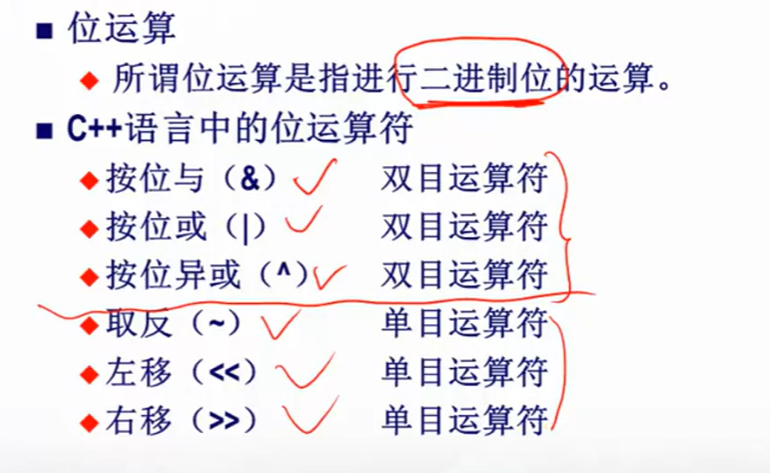 位运算
所谓位运算是指进行二进制位的运算。
C++语言中的位运算符
按位与（&） 双目运算符
按位或（|） 双目运算符
按位异或（^） 双目运算符
取反（~） 单目运算符
左移（<<） 单目运算符
右移（>>） 单目运算符